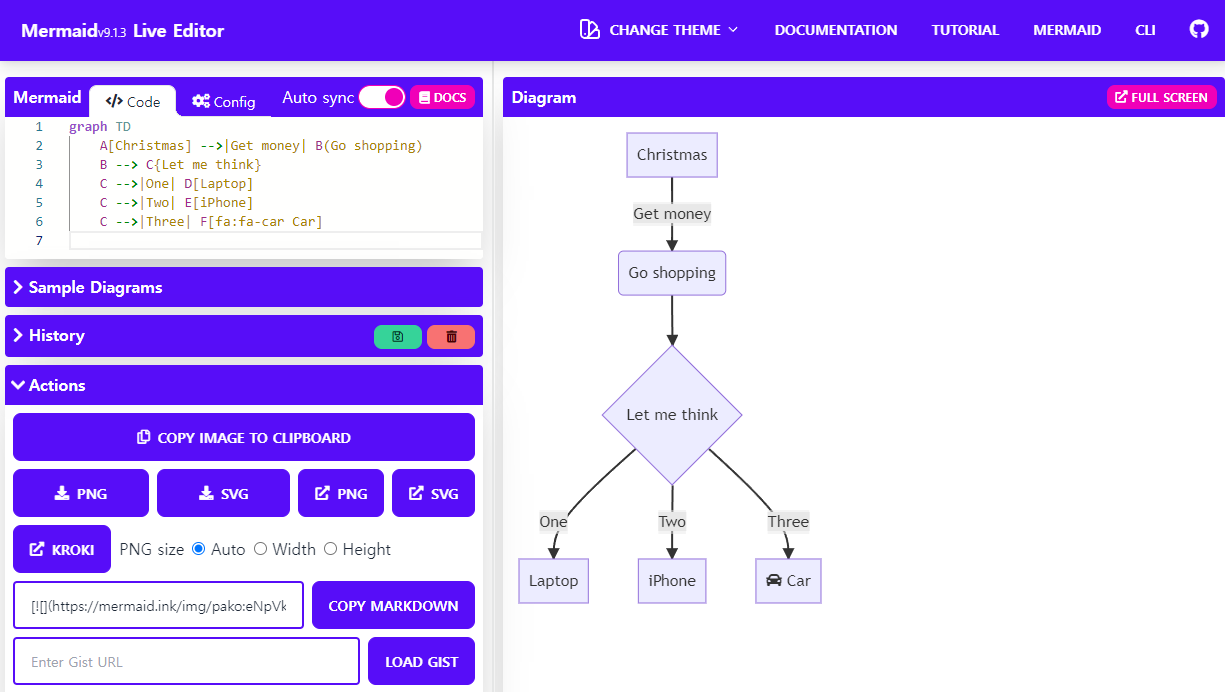 Mermaidv9.1.3 Live Editor
CHANGE THEME
DOCUMENTATION
TUTORIAL
MERMAID
CLI
Mermaid
Code
Config
Auto sync
DOCS
1 graph TD
2 A[Christmas] -->|Get money| B(Go shopping)
3 B --> C{Let me think}
4 C -->|One| D[Laptop]
5 C -->|Two| E[iPhone]
6 C -->|Three| F[fa:fa-car Car]
7
Sample Diagrams
History
Actions
COPY IMAGE TO CLIPBOARD
PNG
SVG
PNG
SVG
KROKI
PNG size Auto Width Height
[![](https://mermaid.ink/img/pako:eNpVk
COPY MARKDOWN
Enter Gist URL
LOAD GIST
Diagram
FULL SCREEN
Christmas
Get money
Go shopping
Let me think
One
Two
Three
Laptop
iPhone
Car